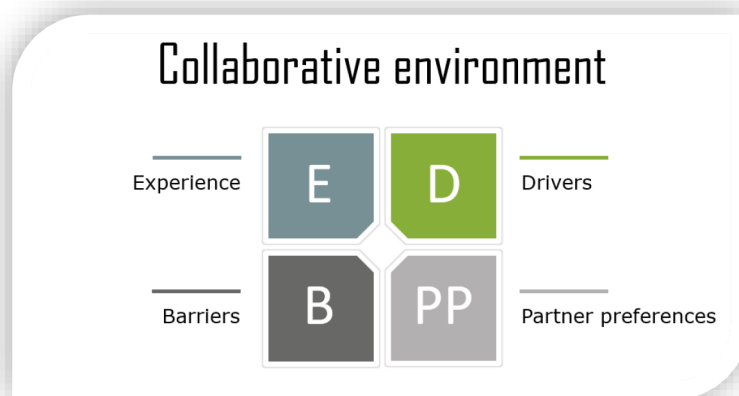 Collaborative environment
Experience
E
D
Drivers
Barriers
B
PP
Partner preferences